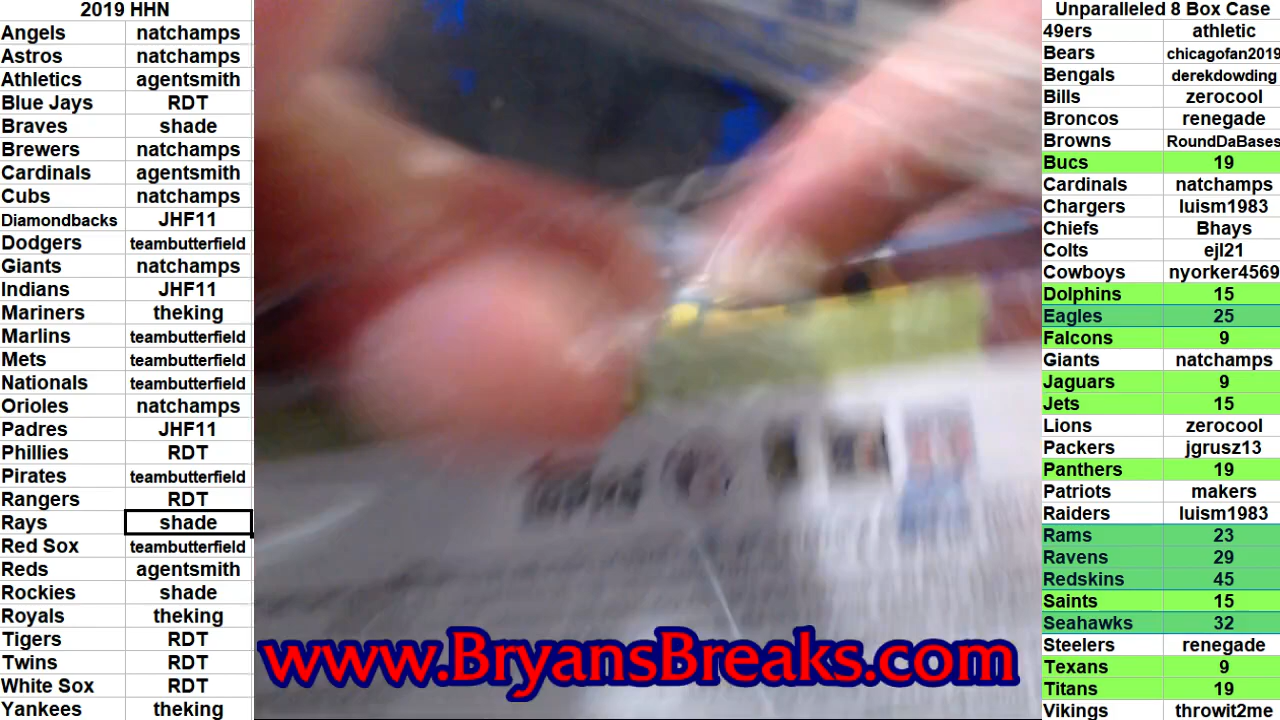 2019 HHN
Angels natchamps
Astros natchamps
Athletics agentsmith
Blue Jays RDT
Braves shade
Brewers natchamps
Cardinals agentsmith
Cubs natchamps
Diamondbacks JHF11
Dodgers teambutterfield
Giants natchamps
Indians JHF11
Mariners theking
Marlins teambutterfield
Mets teambutterfield
Nationals teambutterfield
Orioles natchamps
Padres JHF11
Phillies RDT
Pirates teambutterfield
Rangers RDT
Rays shade
Red Sox teambutterfield
Reds agentsmith
Rockies shade
Royals theking
Tigers RDT
Twins RDT
White Sox RDT
Yankees theking
www.BryansBreaks.com
Unparalleled 8 Box Case
49ers athletic
Bears chicagofan2019
Bengals derekdowding
Bills zerocool
Broncos renegade
Browns RoundDaBases
Bucs 19
Cardinals natchamps
Chargers luism1983
Chiefs Bhays
Colts ejl21
Cowboys nyorker4569
Dolphins 15
Eagles 25
Falcons 9
Giants natchamps
Jaguars 9
Jets 15
Lions zerocool
Packers jgrusz13
Panthers 19
Patriots makers
Raiders luism1983
Rams 23
Ravens 29
Redskins 45
Saints 15
Seahawks 32
Steelers renegade
Texans 9
Titans 19
Vikings throwit2me